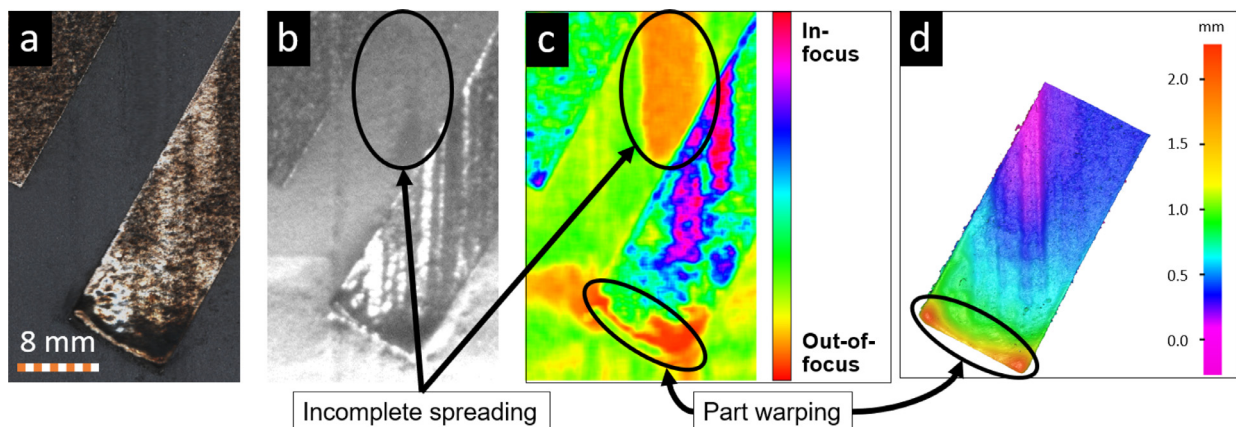 a
8 mm
b
c
In-
focus
Out-of-
focus
d
mm
2.0
1.5
1.0
0.5
0.0
Incomplete spreading
Part warping